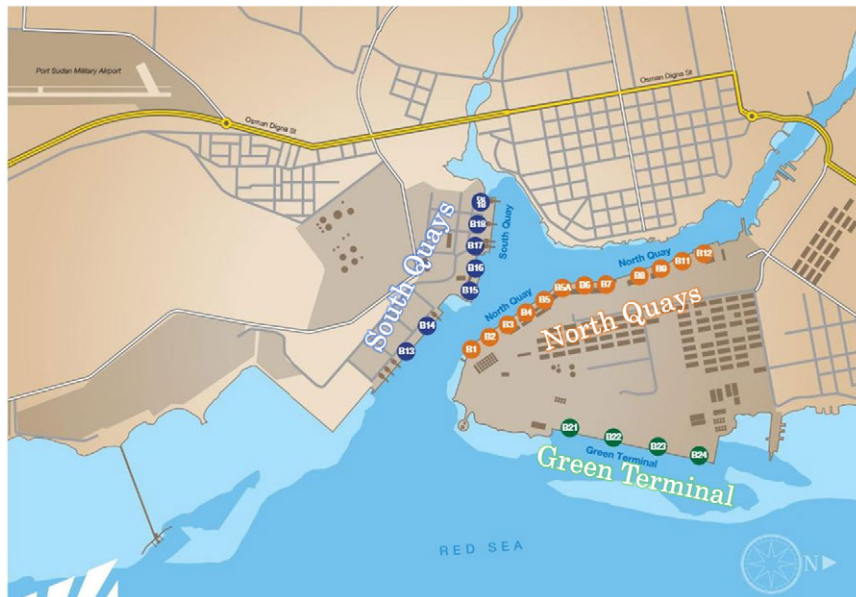 Port Sudan Military Airport
Osman Digna St
Osman Digna St
B18
B17
B16
B15
B14
B13
South Quay
South Quays
North Quay
North Quay
B1
B2
B3
B4
B5
B5A
B6
B7
B8
B9
B11
B12
North Quays
B21
B22
B23
B24
Green Terminal
Green Terminal
RED SEA
N